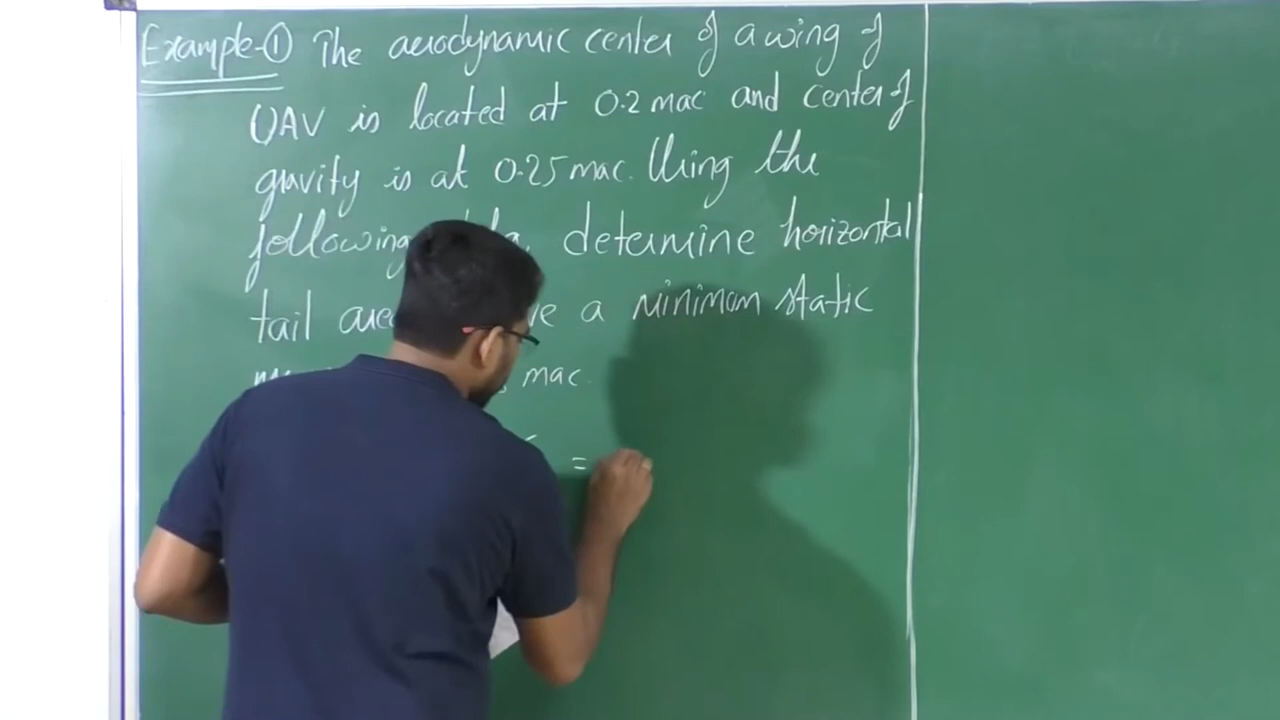 Example-① The aerodynamic center of a wing of
UAV is located at 0.2 mac and center of
gravity is at 0.25 mac. Using the
following determine horizontal
tail a minimum static
mac.
=